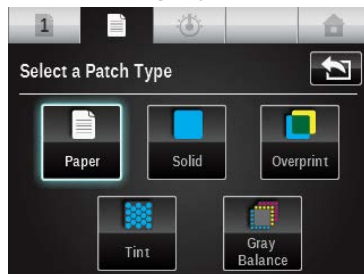 1
Select a Patch Type
Paper
Solid
Overprint
Tint
Gray
Balance